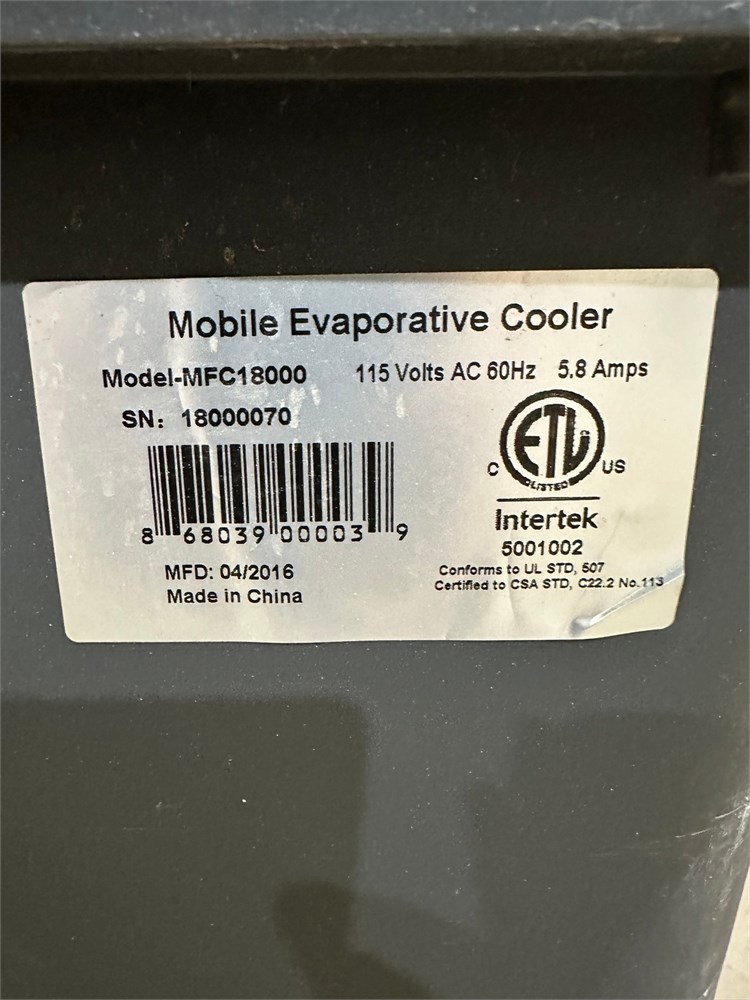 Mobile Evaporative Cooler
Model-MFC18000 115 Volts AC 60Hz 5.8 Amps
SN: 18000070
8 68039 00003 9
MFD: 04/2016
Made in China
ETL
LISTED
C US
Intertek
5001002
Conforms to UL STD, 507
Certified to CSA STD, C22.2 No.113